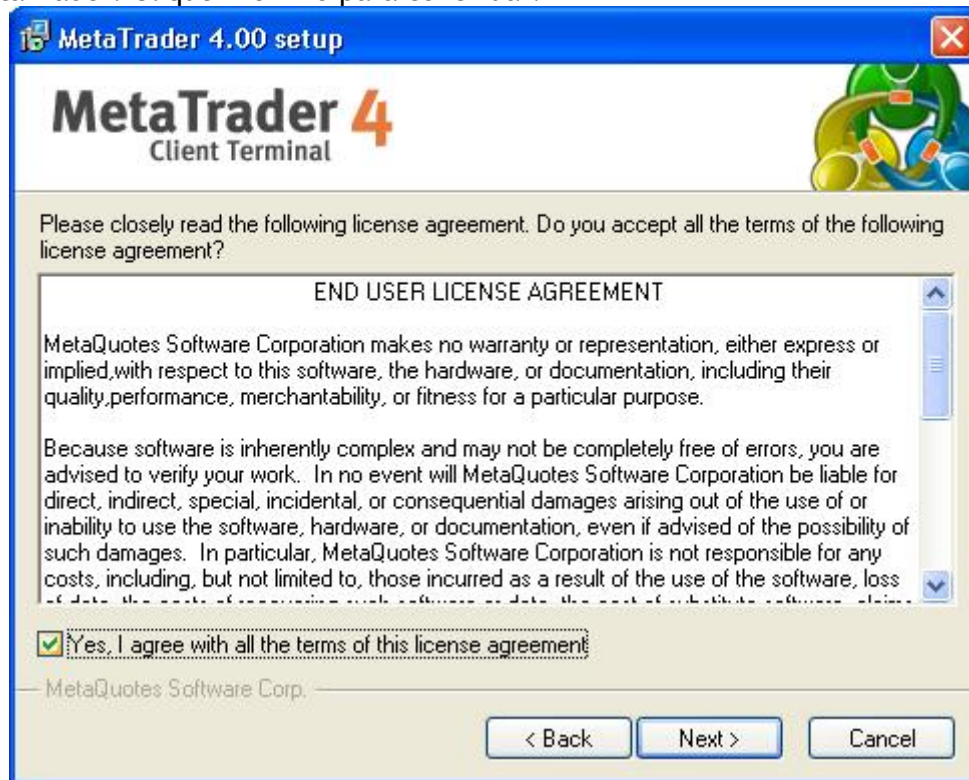 MetaTrader 4.00 setup
MetaTrader 4
Client Terminal
Please closely read the following license agreement. Do you accept all the terms of the following
license agreement?
END USER LICENSE AGREEMENT
MetaQuotes Software Corporation makes no warranty or representation, either express or
implied,with respect to this software, the hardware, or documentation, including their
quality,performance, merchantability, or fitness for a particular purpose.
Because software is inherently complex and may not be completely free of errors, you are
advised to verify your work. In no event will MetaQuotes Software Corporation be liable for
direct, indirect, special, incidental, or consequential damages arising out of the use of or
inability to use the software, hardware, or documentation, even if advised of the possibility of
such damages. In particular, MetaQuotes Software Corporation is not responsible for any
costs, including, but not limited to, those incurred as a result of the use of the software, loss
Yes, I agree with all the terms of this license agreement
MetaQuotes Software Corp.
< Back
Next >
Cancel